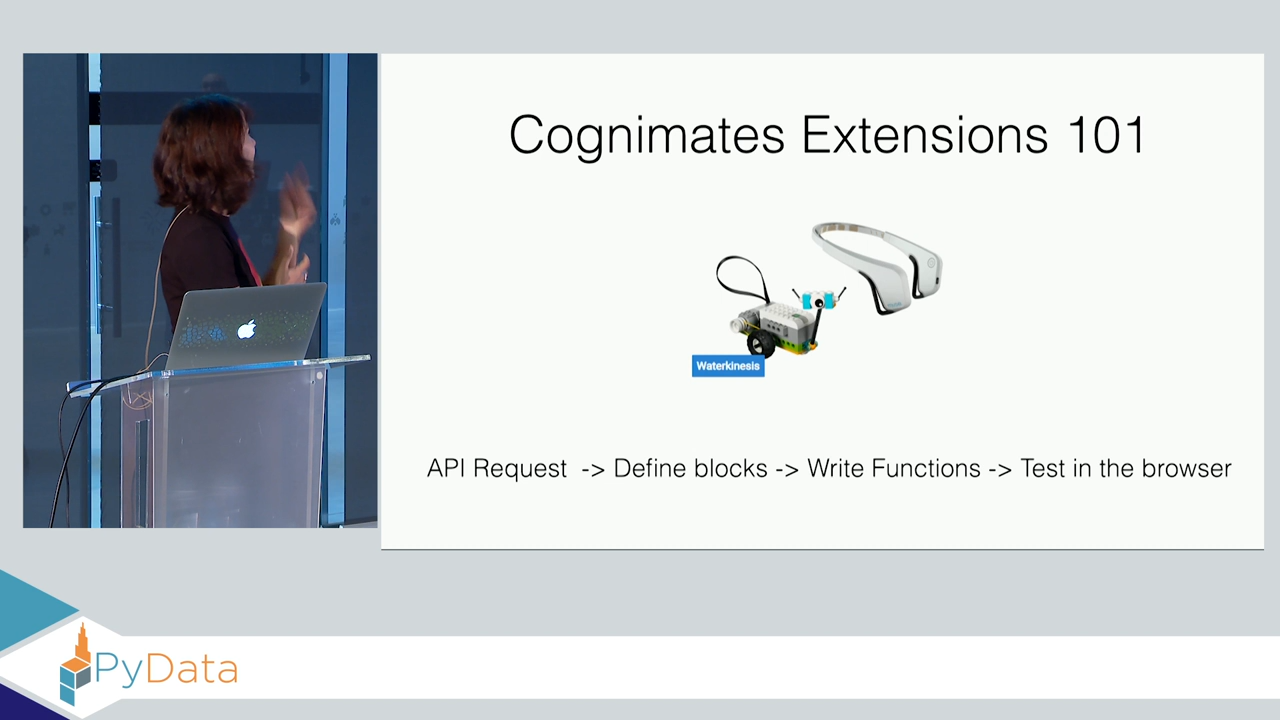 Cognimates Extensions 101
Waterkinesis
API Request -> Define blocks -> Write Functions -> Test in the browser
PyData